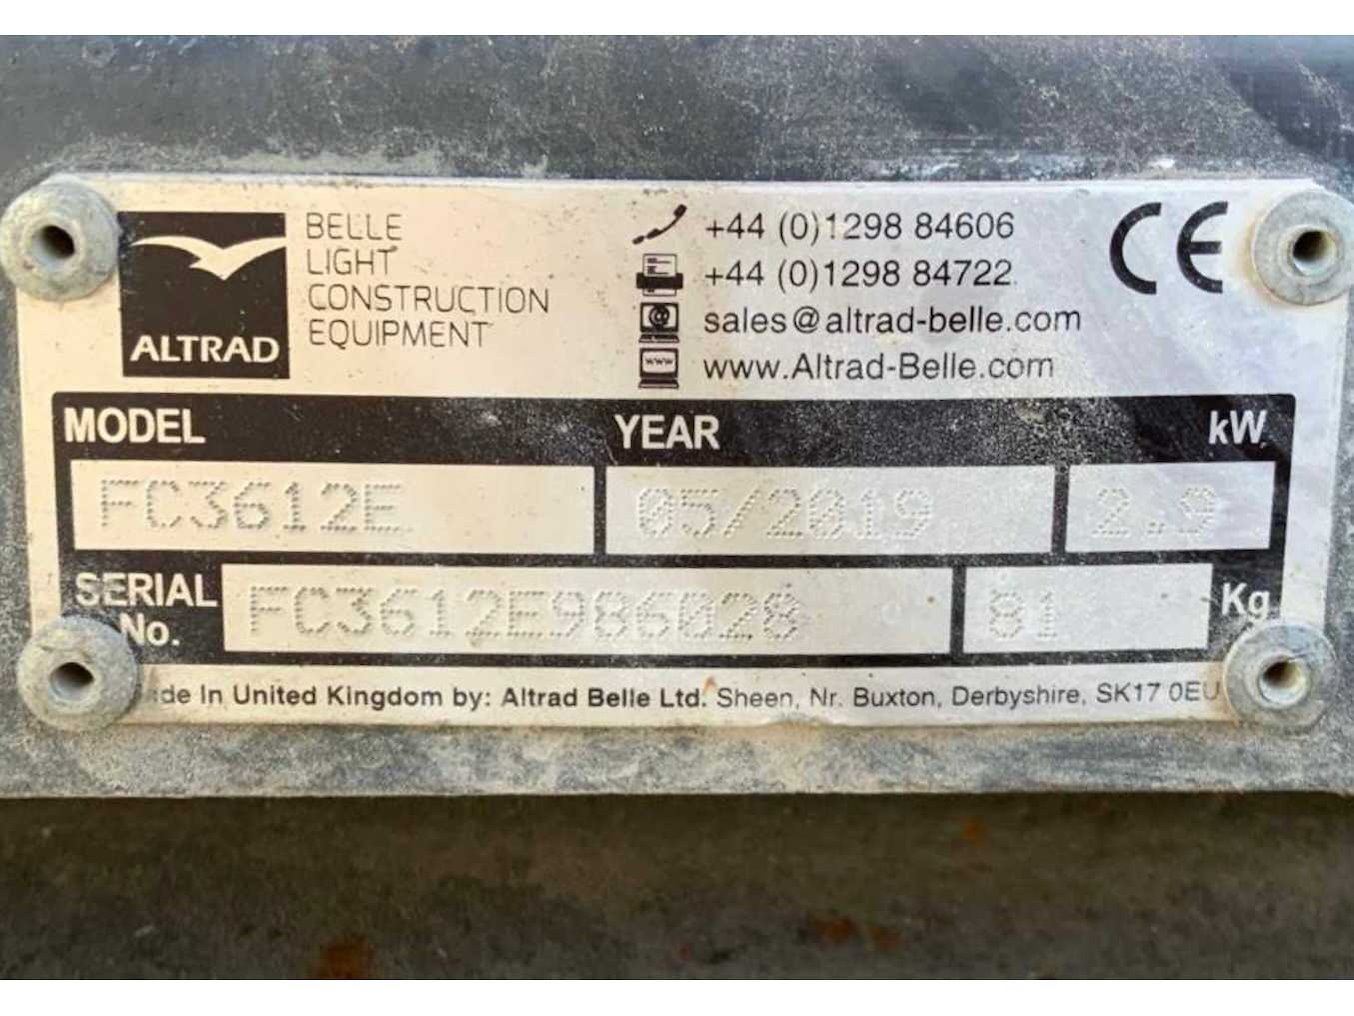 ALTRAD
BELLE
LIGHT
CONSTRUCTION
EQUIPMENT
+44 (0)1298 84606
+44 (0)1298 84722
sales@altrad-belle.com
www
www.Altrad-Belle.com
CE
MODEL YEAR kW
FC3612E 05/2019 2.9
SERIAL No. FC3612E986028 81 Kg
In United Kingdom by: Altrad Belle Ltd. Sheen, Nr. Buxton, Derbyshire, SK17 0EU